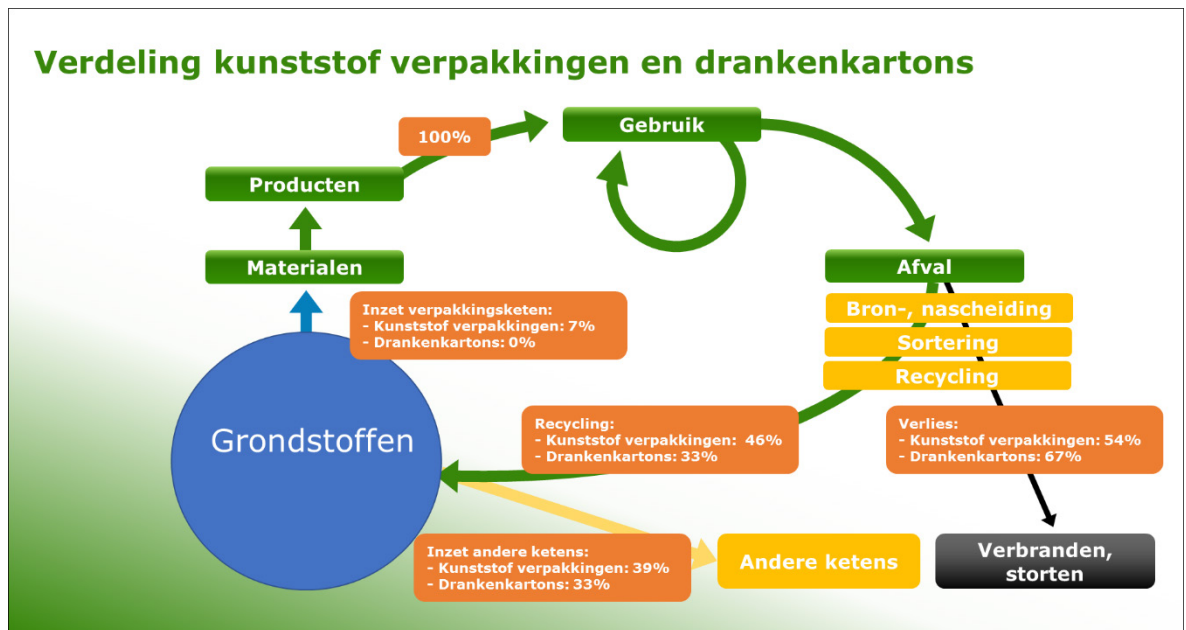 Verdeling kunststof verpakkingen en drankenkartons
100%
Gebruik
Producten
Materialen
Afval
Inzet verpakkingsketen:
- Kunststof verpakkingen: 7%
- Drankenkartons: 0%
Bron-, nascheiding
Sortering
Recycling
Grondstoffen
Recycling:
- Kunststof verpakkingen: 46%
- Drankenkartons: 33%
Verlies:
- Kunststof verpakkingen: 54%
- Drankenkartons: 67%
Inzet andere ketens:
- Kunststof verpakkingen: 39%
- Drankenkartons: 33%
Andere ketens
Verbranden,
storten